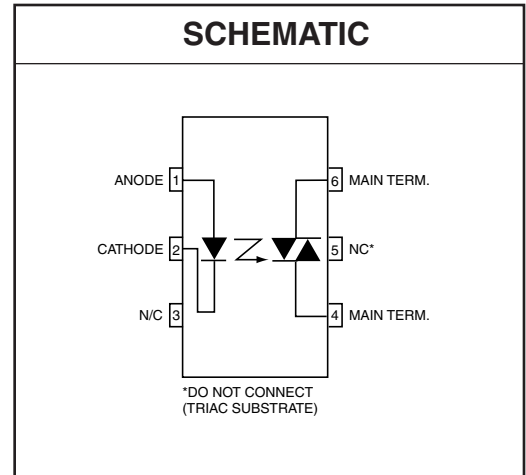 SCHEMATIC
ANODE 1
6 MAIN TERM.
CATHODE 2
5 NC*
N/C 3
4 MAIN TERM.
*DO NOT CONNECT
(TRIAC SUBSTRATE)